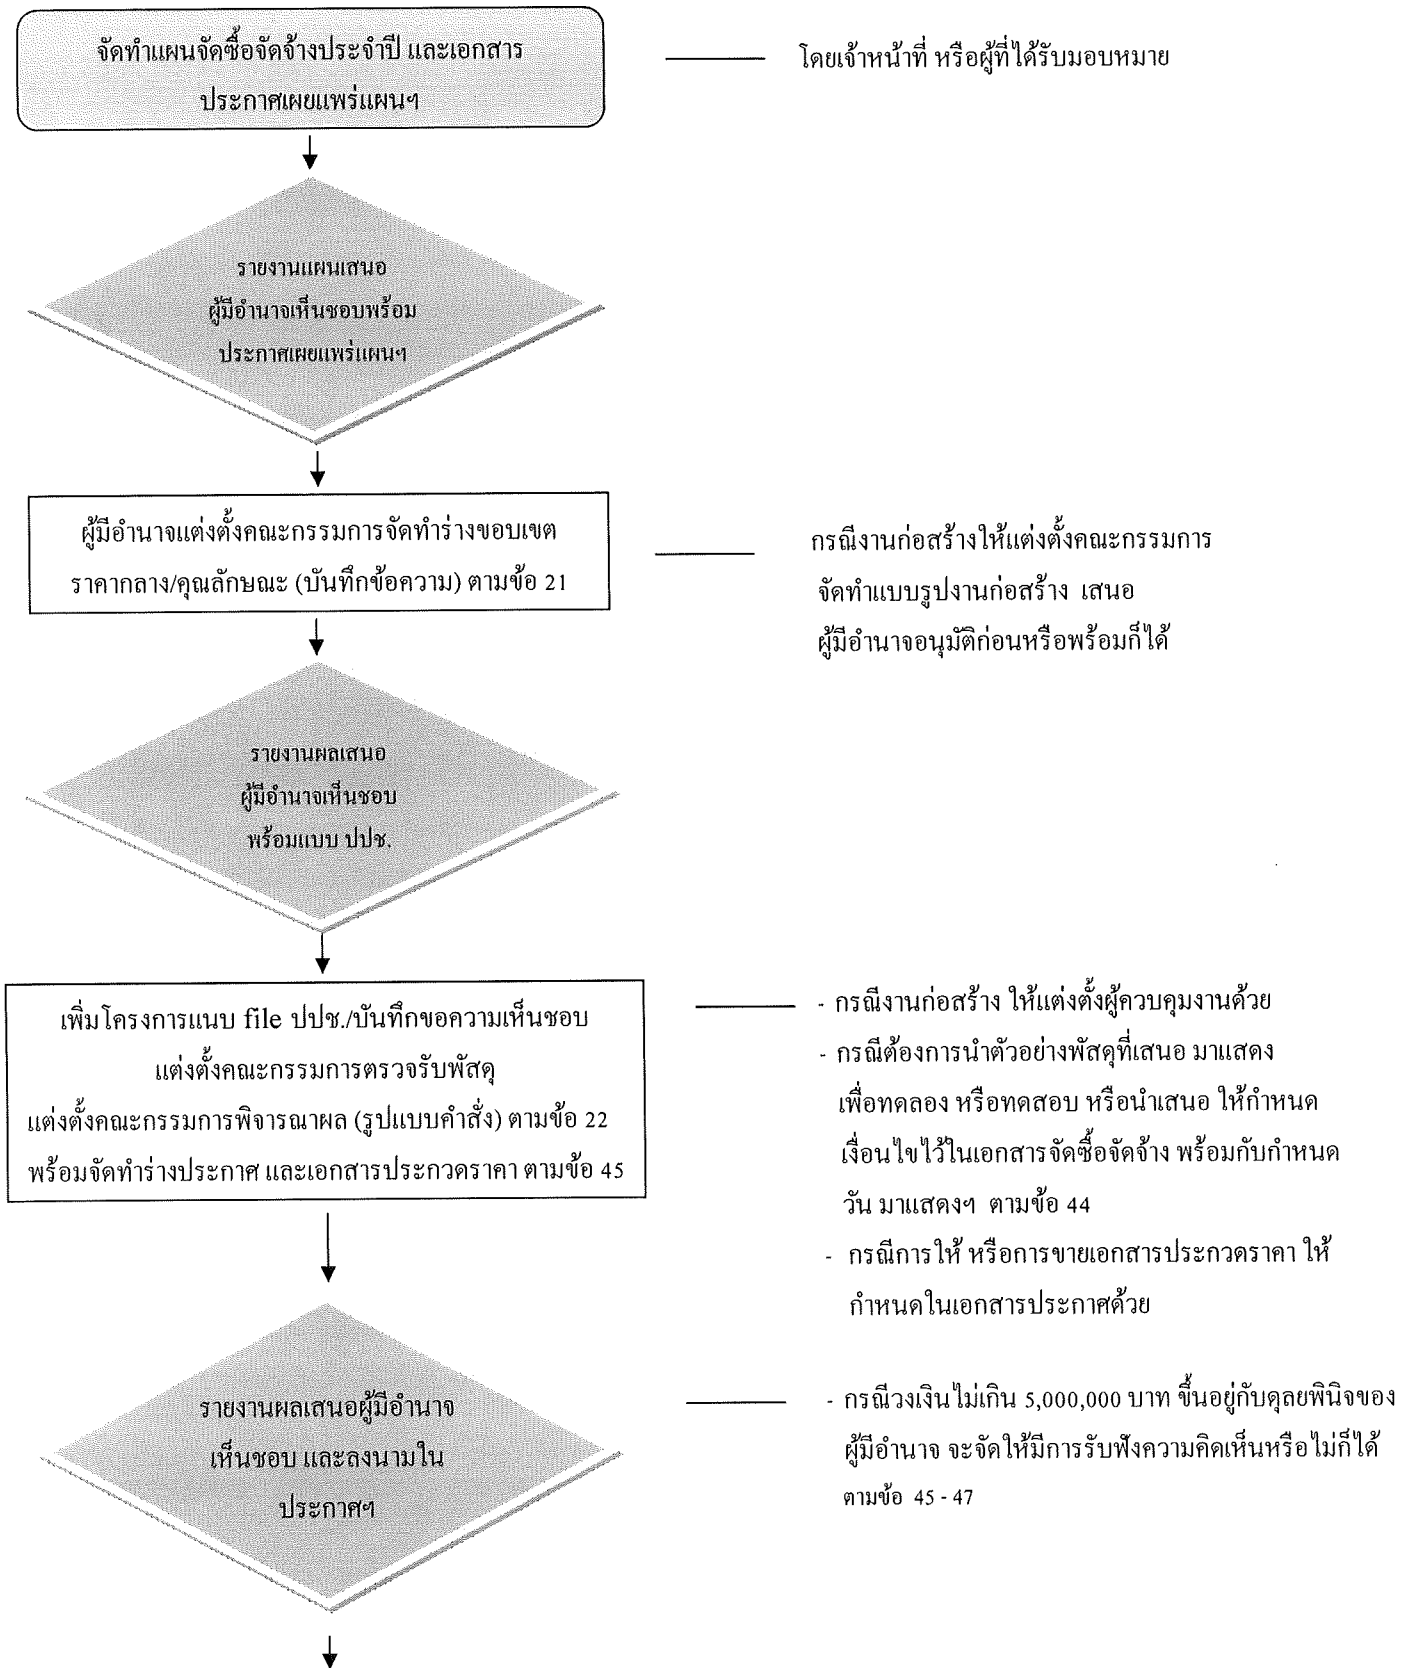 จัดทำแผนจัดซื้อจัดจ้างประจำปี และเอกสาร
ประกาศเผยแพร่แผนฯ
โดยเจ้าหน้าที่ หรือผู้ที่ได้รับมอบหมาย
รายงานแผนเสนอ
ผู้มีอำนาจเห็นชอบพร้อม
ประกาศเผยแพร่แผนฯ
ผู้มีอำนาจแต่งตั้งคณะกรรมการจัดทำร่างขอบเขต
ราคากลาง/คุณลักษณะ (บันทึกข้อความ) ตามข้อ 21
กรณีงานก่อสร้างให้แต่งตั้งคณะกรรมการ
จัดทำแบบรูปงานก่อสร้าง เสนอ
ผู้มีอำนาจอนุมัติก่อนหรือพร้อมก็ได้
รายงานผลเสนอ
ผู้มีอำนาจเห็นชอบ
พร้อมแบบ ปปช.
เพิ่มโครงการแนบ file ปปช./บันทึกขอความเห็นชอบ
แต่งตั้งคณะกรรมการตรวจรับพัสดุ
แต่งตั้งคณะกรรมการพิจารณาผล (รูปแบบคำสั่ง) ตามข้อ 22
พร้อมจัดทำร่างประกาศ และเอกสารประกวดราคา ตามข้อ 45
- กรณีงานก่อสร้าง ให้แต่งตั้งผู้ควบคุมงานด้วย
- กรณีต้องการนำตัวอย่างพัสดุที่เสนอ มาแสดง
เพื่อทดลอง หรือทดสอบ หรือนำเสนอ ให้กำหนด
เงื่อนไขไว้ในเอกสารจัดซื้อจัดจ้าง พร้อมกับกำหนด
วัน มาแสดงฯ ตามข้อ 44
- กรณีการให้ หรือการขายเอกสารประกวดราคา ให้
กำหนดในเอกสารประกาศด้วย
รายงานผลเสนอผู้มีอำนาจ
เห็นชอบ และลงนามใน
ประกาศฯ
- กรณีวงเงินไม่เกิน 5,000,000 บาท ขึ้นอยู่กับดุลยพินิจของ
ผู้มีอำนาจ จะจัดให้มีการรับฟังความคิดเห็นหรือไม่ก็ได้
ตามข้อ 45 - 47